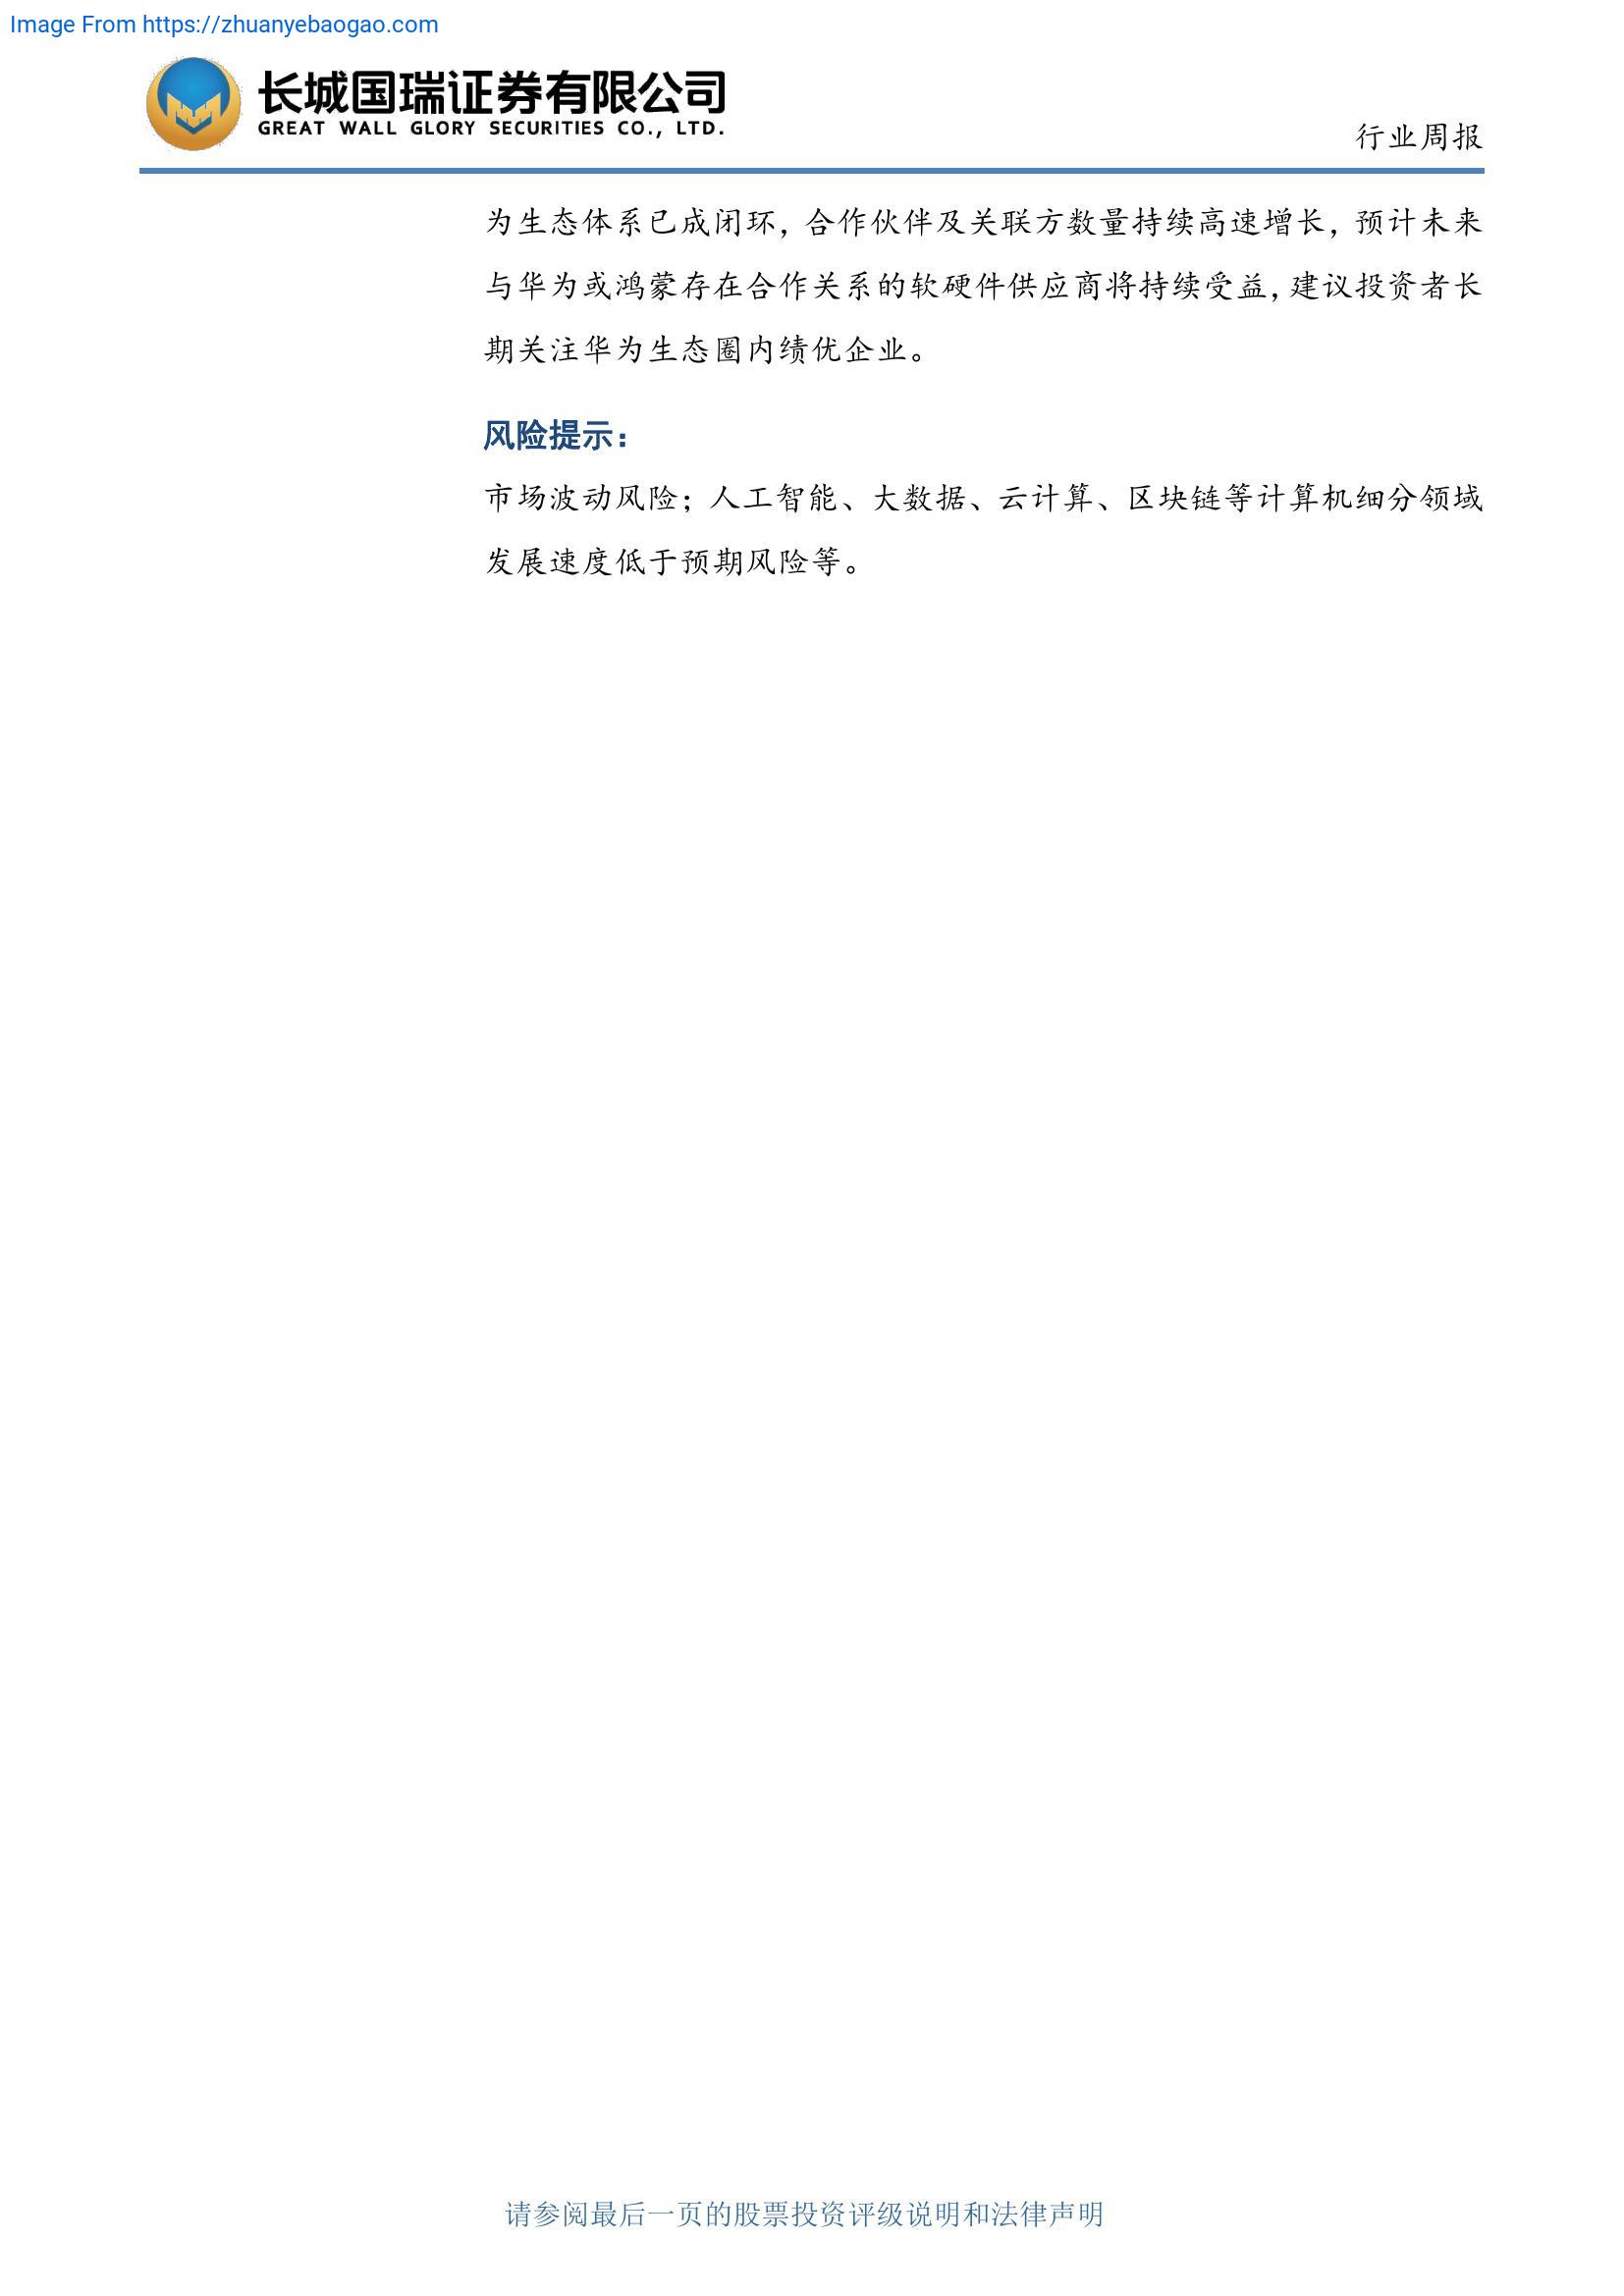 Image From https://zhuanyebaogao.com
长城国瑞证券有限公司
GREAT WALL GLORY SECURITIES CO., LTD.
行业周报
为生态体系已成闭环，合作伙伴及关联方数量持续高速增长，预计未来
与华为或鸿蒙存在合作关系的软硬件供应商将持续受益，建议投资者长
期关注华为生态圈内绩优企业。
风险提示：
市场波动风险；人工智能、大数据、云计算、区块链等计算机细分领域
发展速度低于预期风险等。
请参阅最后一页的股票投资评级说明和法律声明